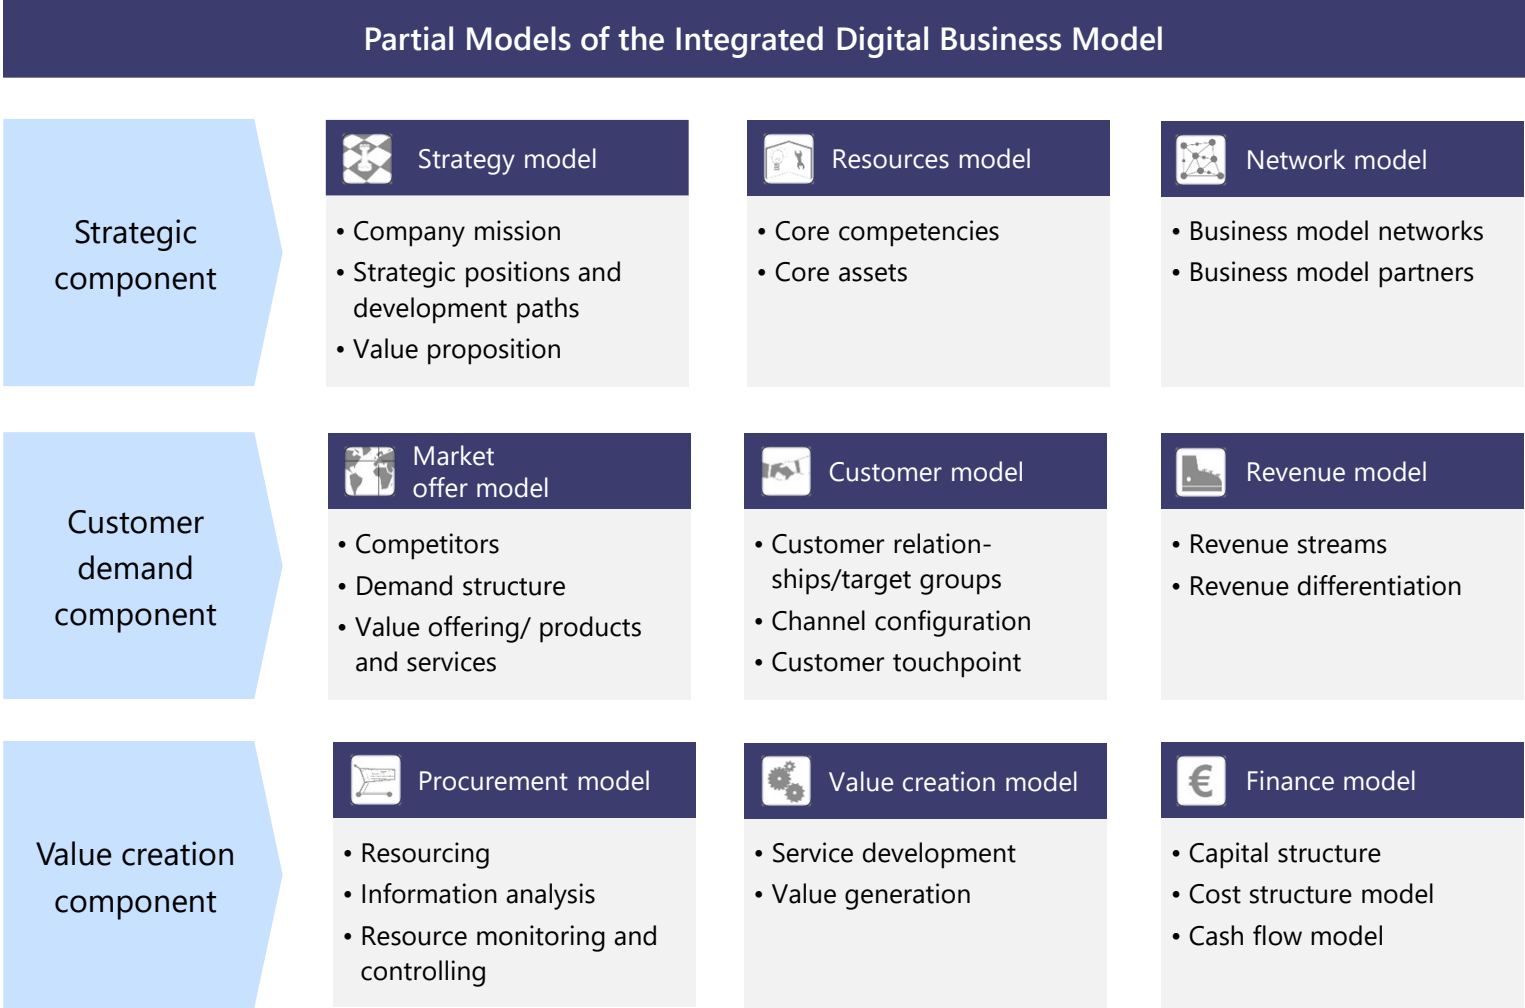 Partial Models of the Integrated Digital Business Model
Strategic
component
Strategy model
• Company mission
• Strategic positions and
development paths
• Value proposition
Resources model
• Core competencies
• Core assets
Network model
• Business model networks
• Business model partners
Customer
demand
component
Market
offer model
• Competitors
• Demand structure
• Value offering/ products
and services
Customer model
• Customer relation-
ships/target groups
• Channel configuration
• Customer touchpoint
Revenue model
• Revenue streams
• Revenue differentiation
Value creation
component
Procurement model
• Resourcing
• Information analysis
• Resource monitoring and
controlling
Value creation model
• Service development
• Value generation
€
Finance model
• Capital structure
• Cost structure model
• Cash flow model